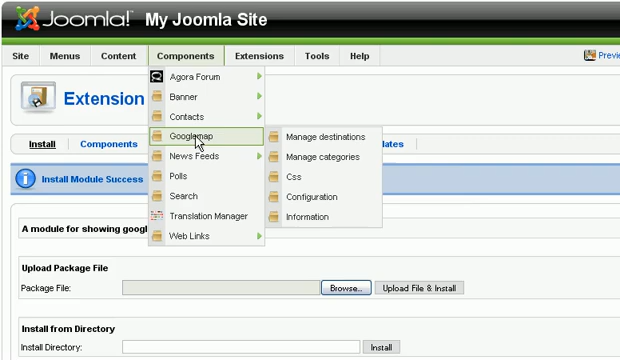 Joomla!™ My Joomla Site
Site Menus Content Components Extensions Tools Help Previe
Agora Forum
Extension
Banner
Contacts
Googlemap
Manage destinations
Install Components lates
News Feeds
Manage categories
Polls
Css
Install Module Success
Search
Configuration
Translation Manager
Information
A module for showing googl
Web Links
Upload Package File
Package File: Browse... Upload File & Install
Install from Directory
Install Directory: Install